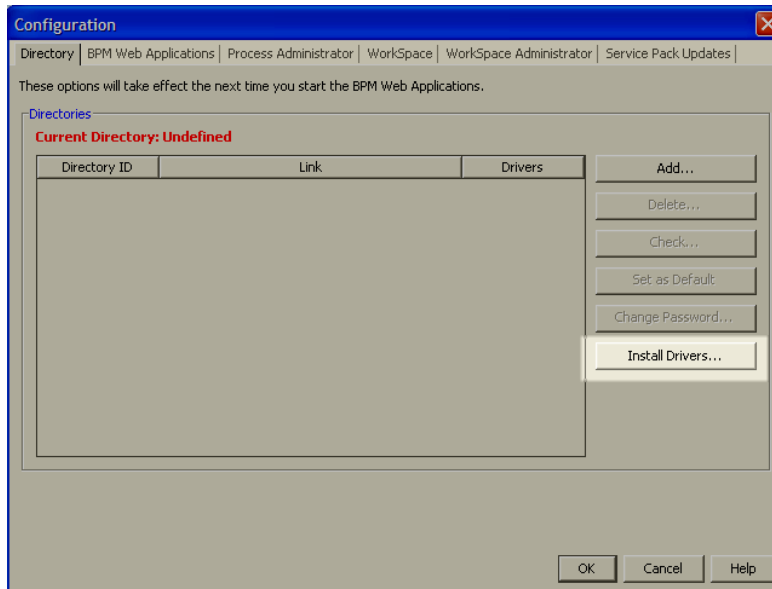 Configuration
Directory BPM Web Applications Process Administrator WorkSpace WorkSpace Administrator Service Pack Updates
These options will take effect the next time you start the BPM Web Applications.
Directories
Current Directory: Undefined
Directory ID Link Drivers
Add...
Delete...
Check...
Set as Default
Change Password...
Install Drivers...
OK Cancel Help